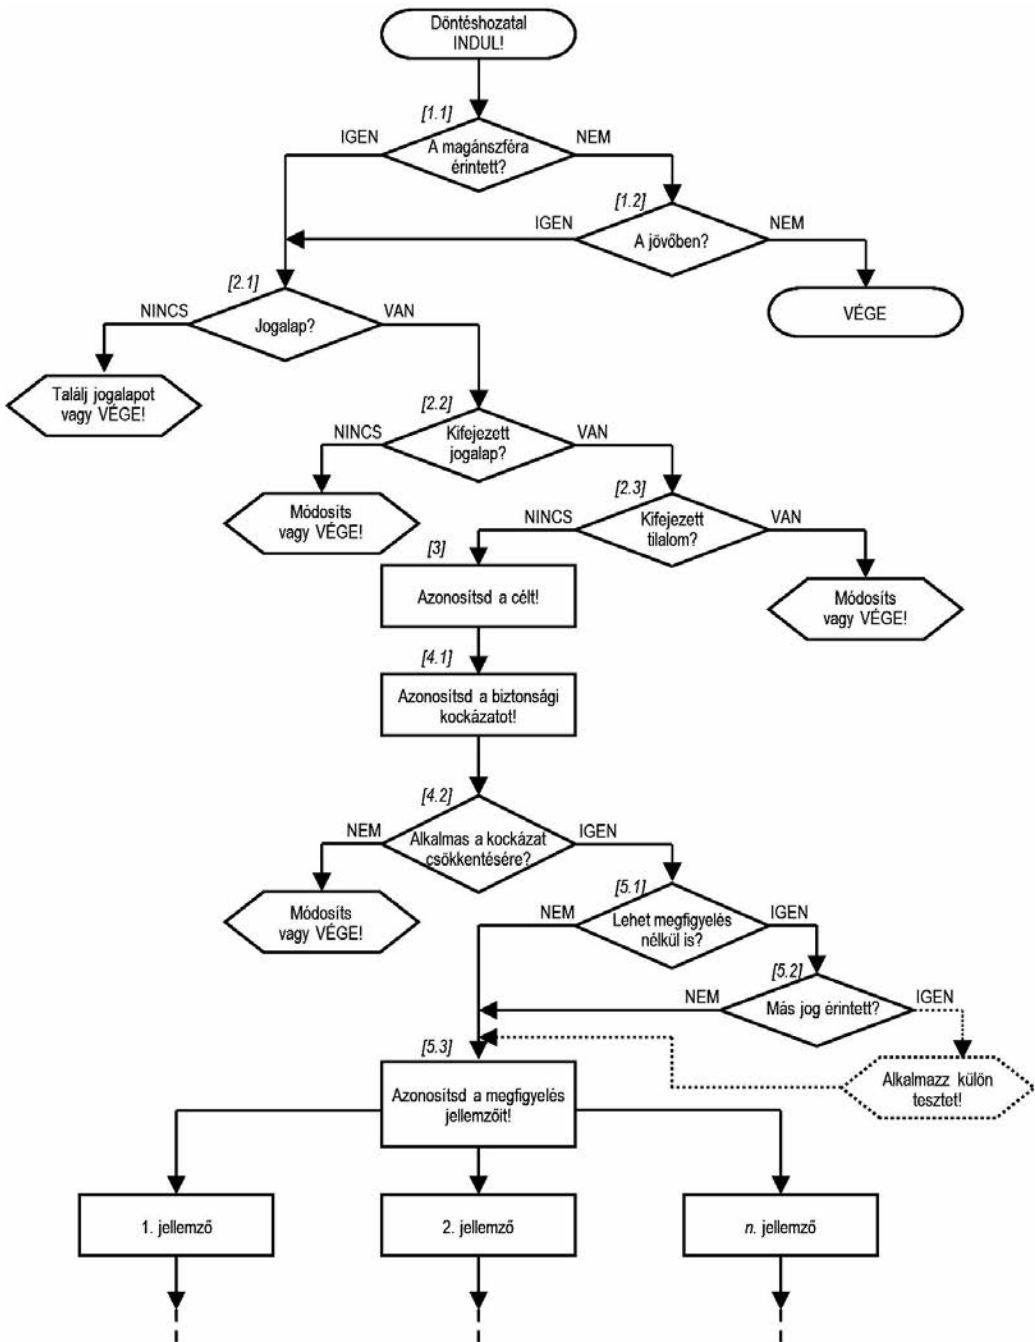 Döntéshozatal
INDUL!
[1.1]
IGEN
NEM
A magánszféra
érintett?
[1.2]
IGEN
NEM
A jövőben?
[2.1]
NINCS
VAN
Jogalap?
VÉGE
Találj jogalapot
vagy VÉGE!
[2.2]
NINCS
VAN
Kifejezett
jogalap?
[2.3]
Módosíts
vagy VÉGE!
NINCS
VAN
Kifejezett
tilalom?
[3]
Azonosítsd a célt!
Módosíts
vagy VÉGE!
[4.1]
Azonosítsd a biztonsági
kockázatot!
[4.2]
NEM
IGEN
Alkalmas a kockázat
csökkentésére?
[5.1]
Módosíts
vagy VÉGE!
NEM
IGEN
Lehet megfigyelés
nélkül is?
[5.2]
NEM
IGEN
Más jog érintett?
[5.3]
Alkalmazz külön
tesztet!
Azonosítsd a megfigyelés
jellemzőit!
1. jellemző
2. jellemző
n. jellemző